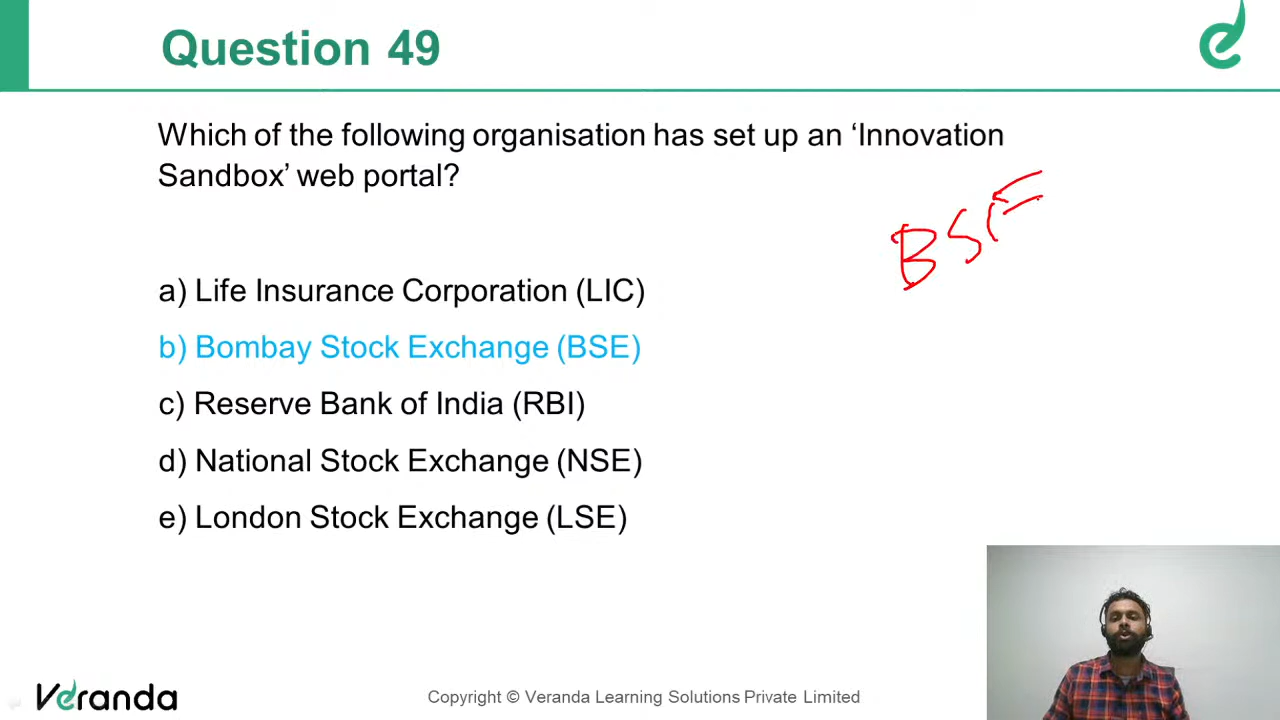 Question 49
Which of the following organisation has set up an ‘Innovation
Sandbox’ web portal?
BSE
a) Life Insurance Corporation (LIC)
b) Bombay Stock Exchange (BSE)
c) Reserve Bank of India (RBI)
d) National Stock Exchange (NSE)
e) London Stock Exchange (LSE)
Veranda
Copyright © Veranda Learning Solutions Private Limited